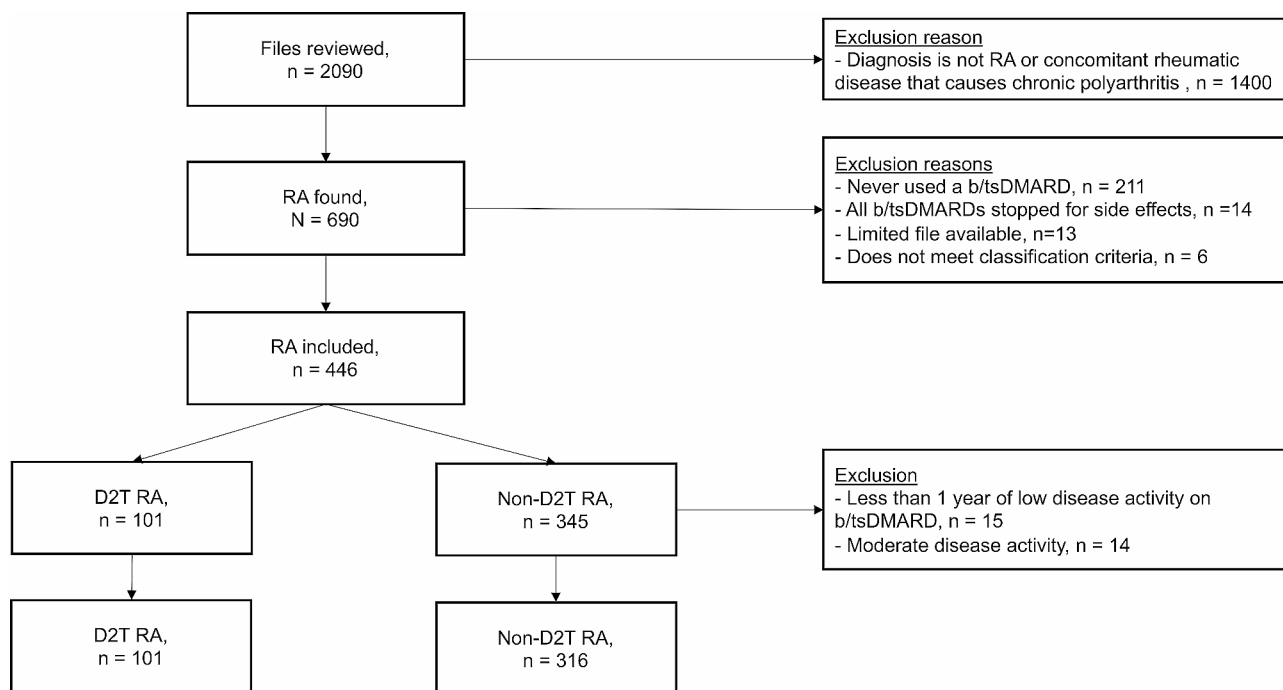 Files reviewed,
n = 2090
Exclusion reason
- Diagnosis is not RA or concomitant rheumatic
disease that causes chronic polyarthritis , n = 1400
RA found,
N = 690
Exclusion reasons
- Never used a b/tsDMARD, n = 211
- All b/tsDMARDs stopped for side effects, n =14
- Limited file available, n=13
- Does not meet classification criteria, n = 6
RA included,
n = 446
D2T RA,
n = 101
Non-D2T RA,
n = 345
Exclusion
- Less than 1 year of low disease activity on
b/tsDMARD, n = 15
- Moderate disease activity, n = 14
D2T RA,
n = 101
Non-D2T RA,
n = 316